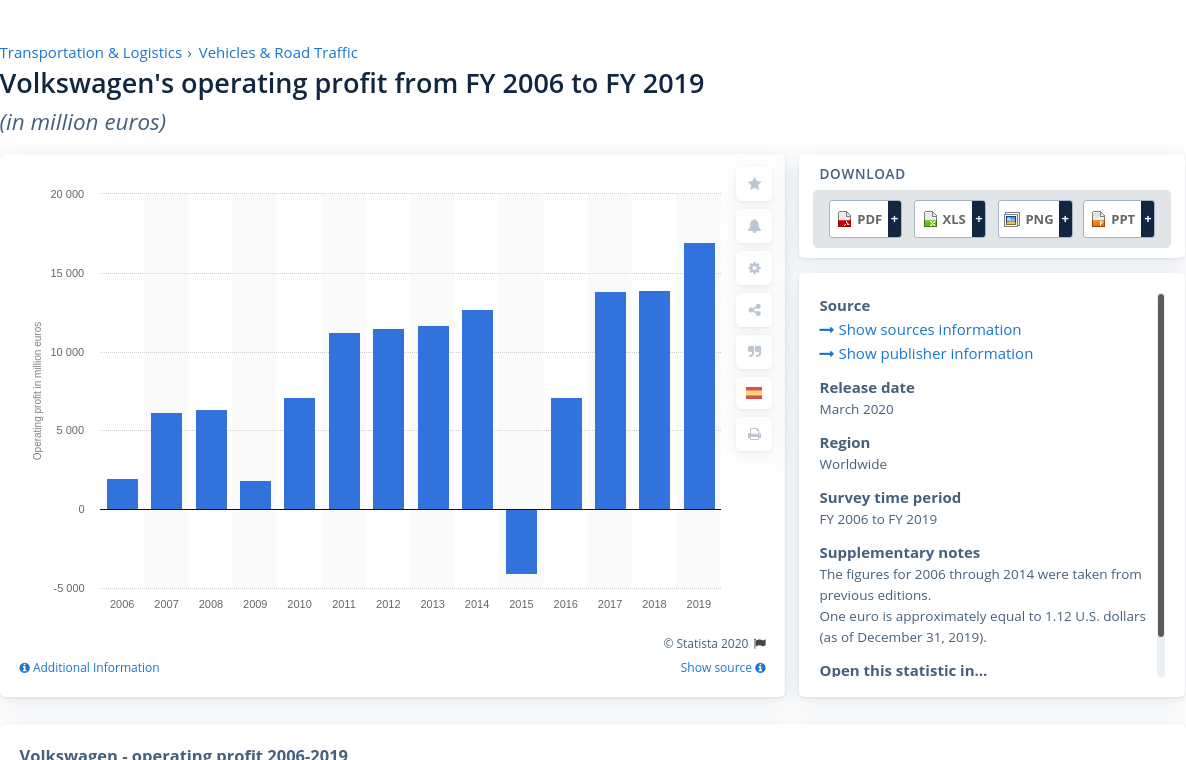 Transportation & Logistics › Vehicles & Road Traffic
Volkswagen's operating profit from FY 2006 to FY 2019
(in million euros)
20 000
15 000
10 000
5 000
0
-5 000
Operating profit in million euros
2006 2007 2008 2009 2010 2011 2012 2013 2014 2015 2016 2017 2018 2019
© Statista 2020
Additional Information
Show source
DOWNLOAD
PDF + XLS + PNG + PPT +
Source
Show sources information
Show publisher information
Release date
March 2020
Region
Worldwide
Survey time period
FY 2006 to FY 2019
Supplementary notes
The figures for 2006 through 2014 were taken from
previous editions.
One euro is approximately equal to 1.12 U.S. dollars
(as of December 31, 2019).
Open this statistic in...
Volkswagen - operating profit 2006-2019